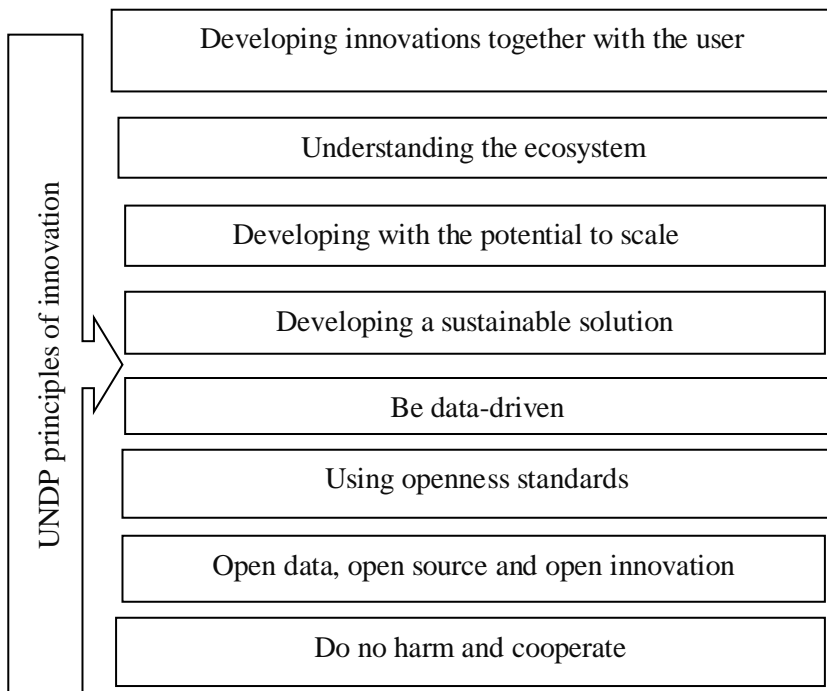 UNDP principles of innovation
Developing innovations together with the user
Understanding the ecosystem
Developing with the potential to scale
Developing a sustainable solution
Be data-driven
Using openness standards
Open data, open source and open innovation
Do no harm and cooperate